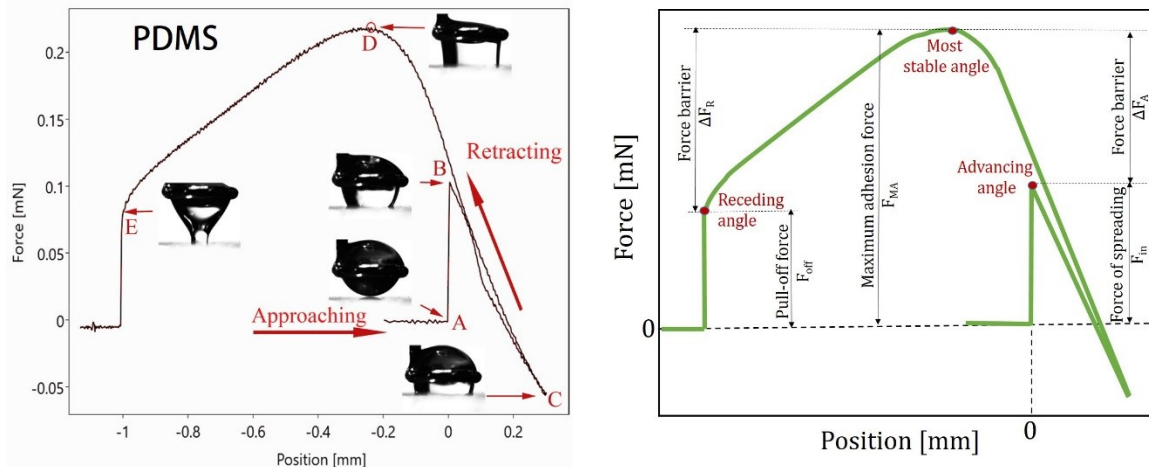 PDMS
Force [mN]
0.2
0.15
0.1
0.05
0
-0.05
D
B
Retracting
E
A
Approaching
C
-1
-0.8
-0.6
-0.4
-0.2
0
0.2
Position [mm]
Force [mN]
0
Force barrier
ΔF_R
Most
stable angle
Force barrier
ΔF_A
Maximum adhesion force
F_MA
Advancing
angle
Receding
angle
Pull-off force
F_off
Force of spreading
F_in
0
Position [mm]